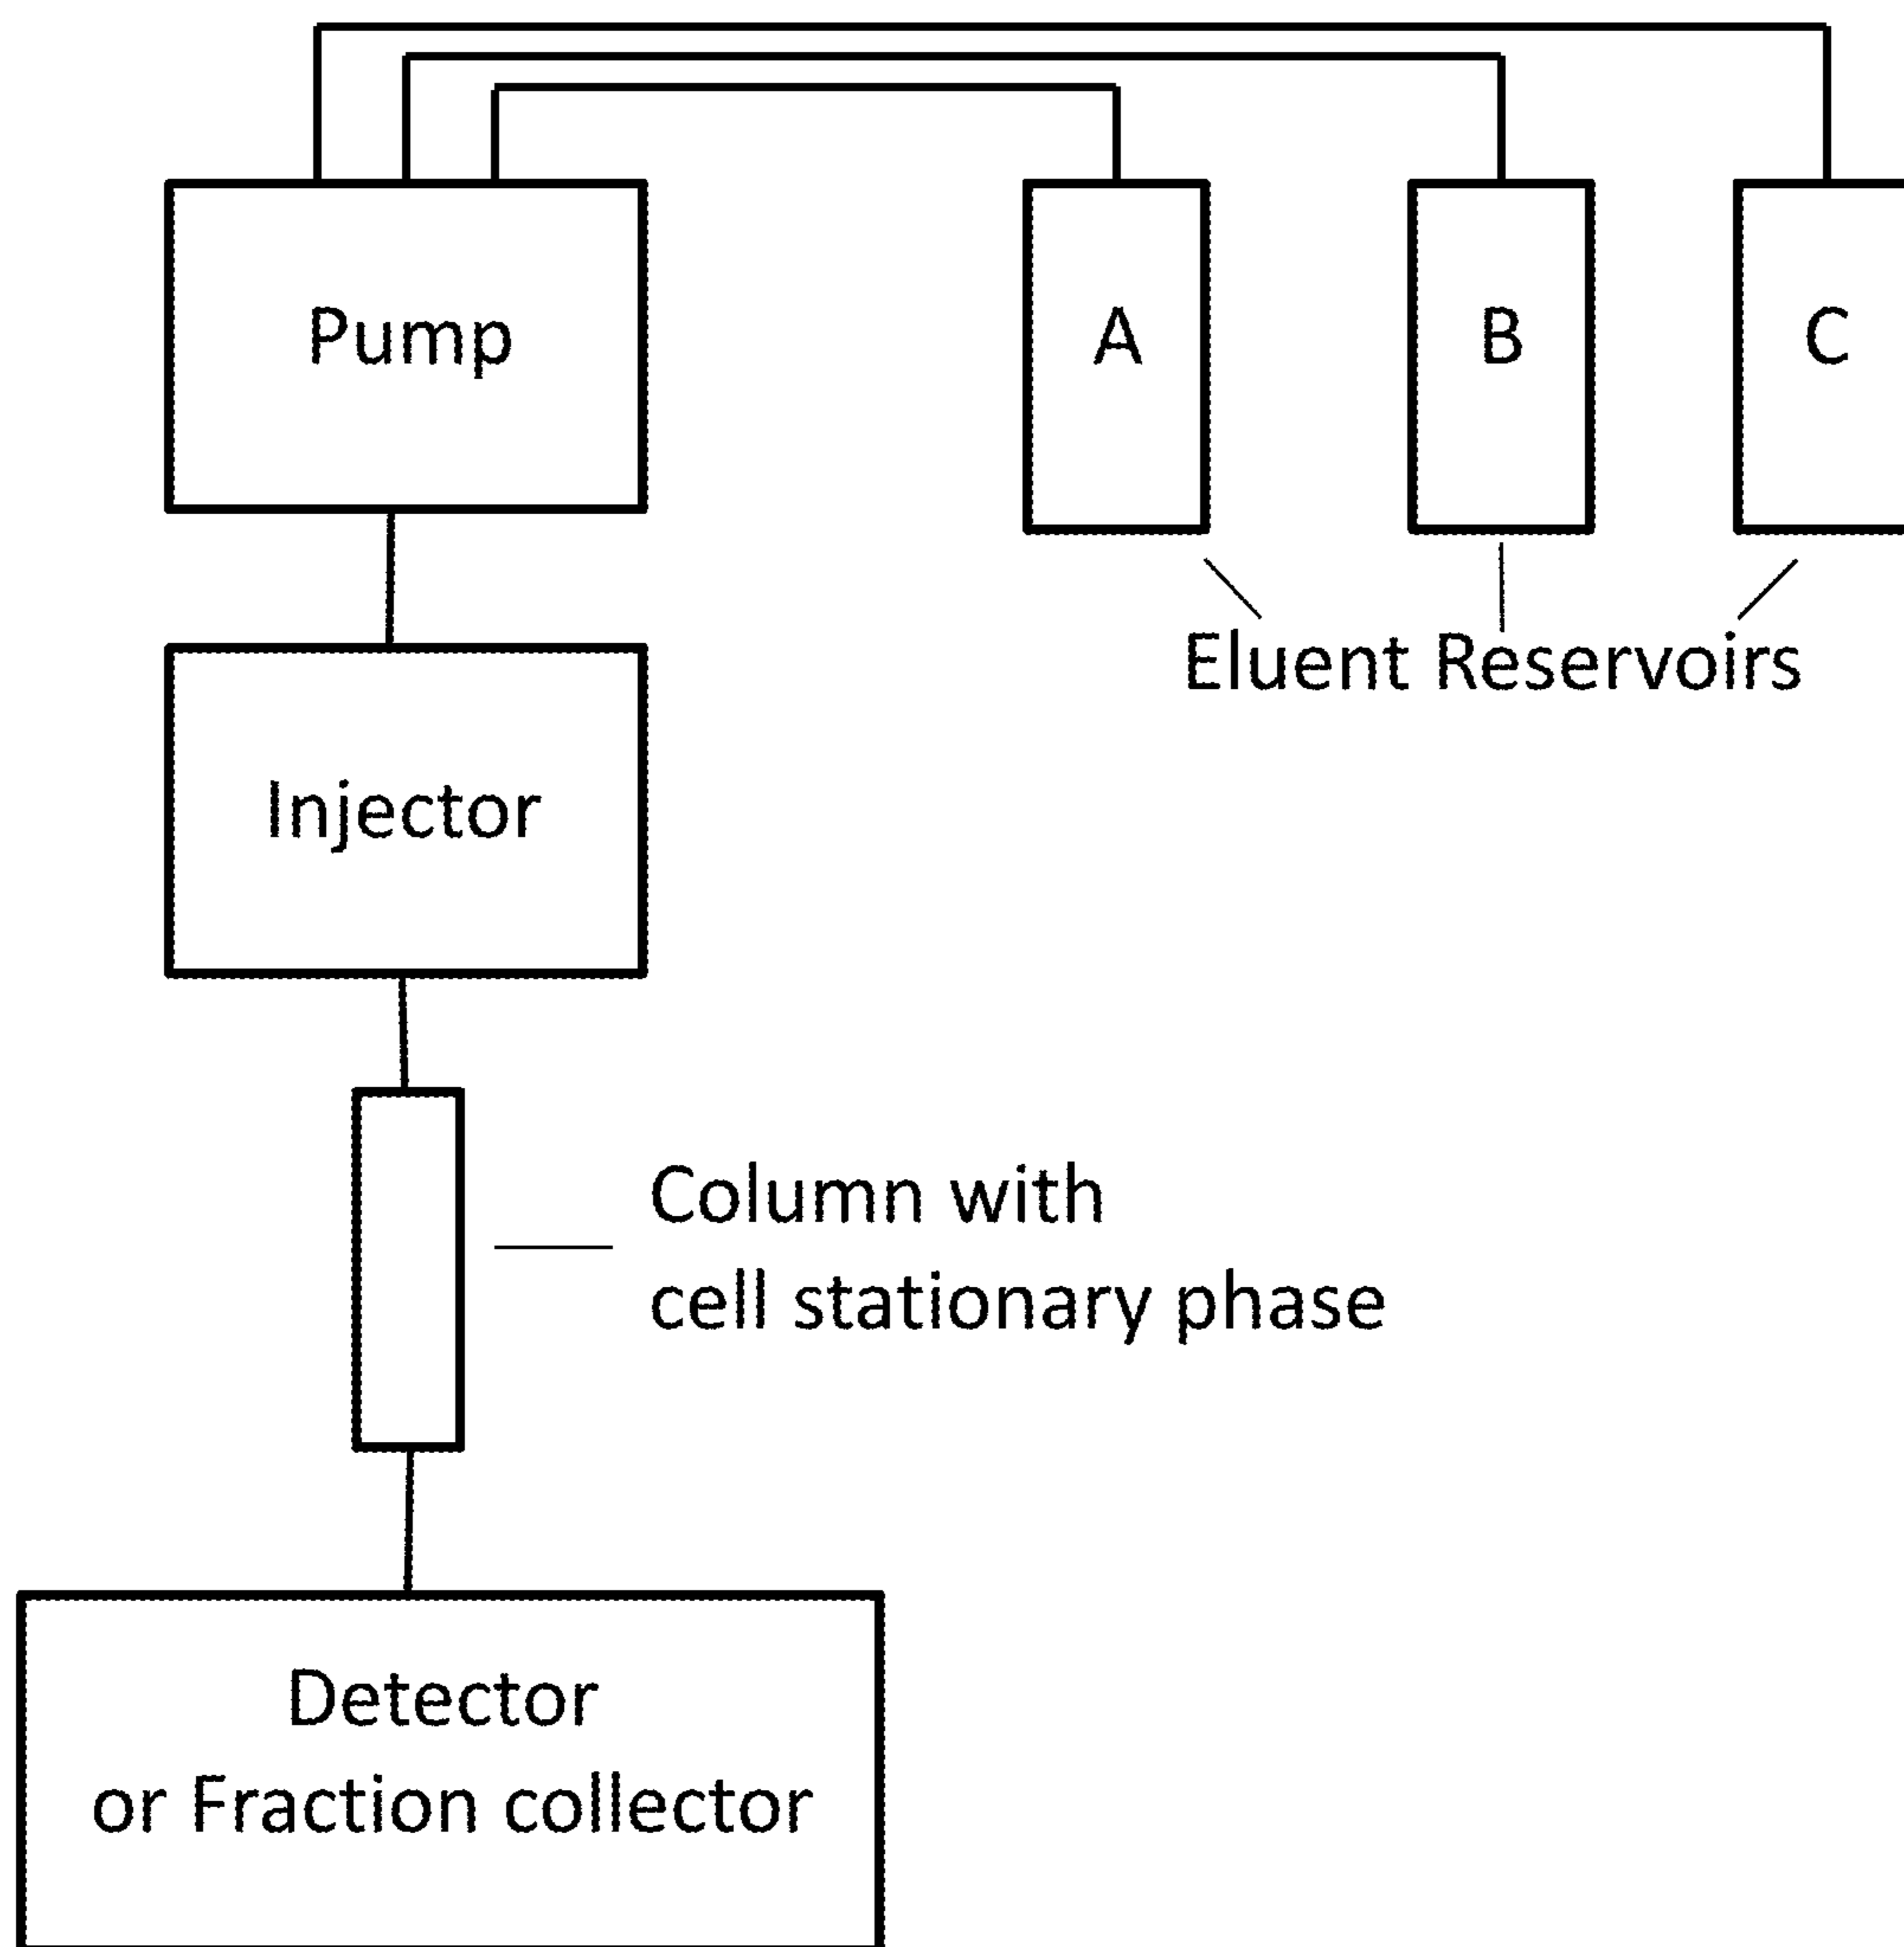 Pump
A
B
C
Eluent Reservoirs
Injector
Column with
cell stationary phase
Detector
or Fraction collector